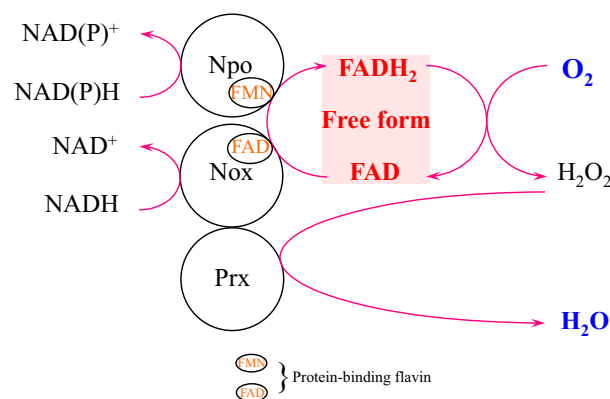 NAD(P)⁺
Npo
FADH₂
O₂
NAD(P)H
FMN
Free form
NAD⁺
FAD
FAD
H₂O₂
Nox
NADH
Prx
H₂O
FMN
FAD
} Protein-binding flavin